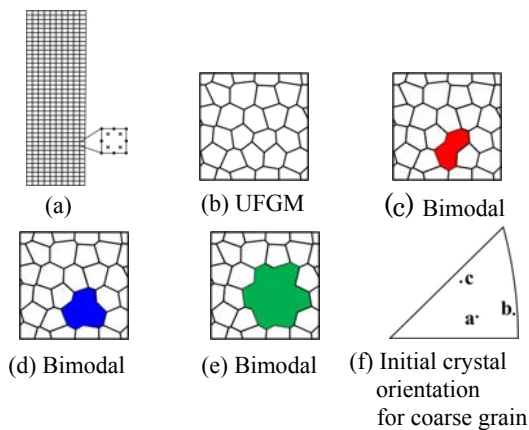 (a)
(b) UFGM
(c) Bimodal
(d) Bimodal
(e) Bimodal
c
b
a
(f) Initial crystal
orientation
for coarse grain